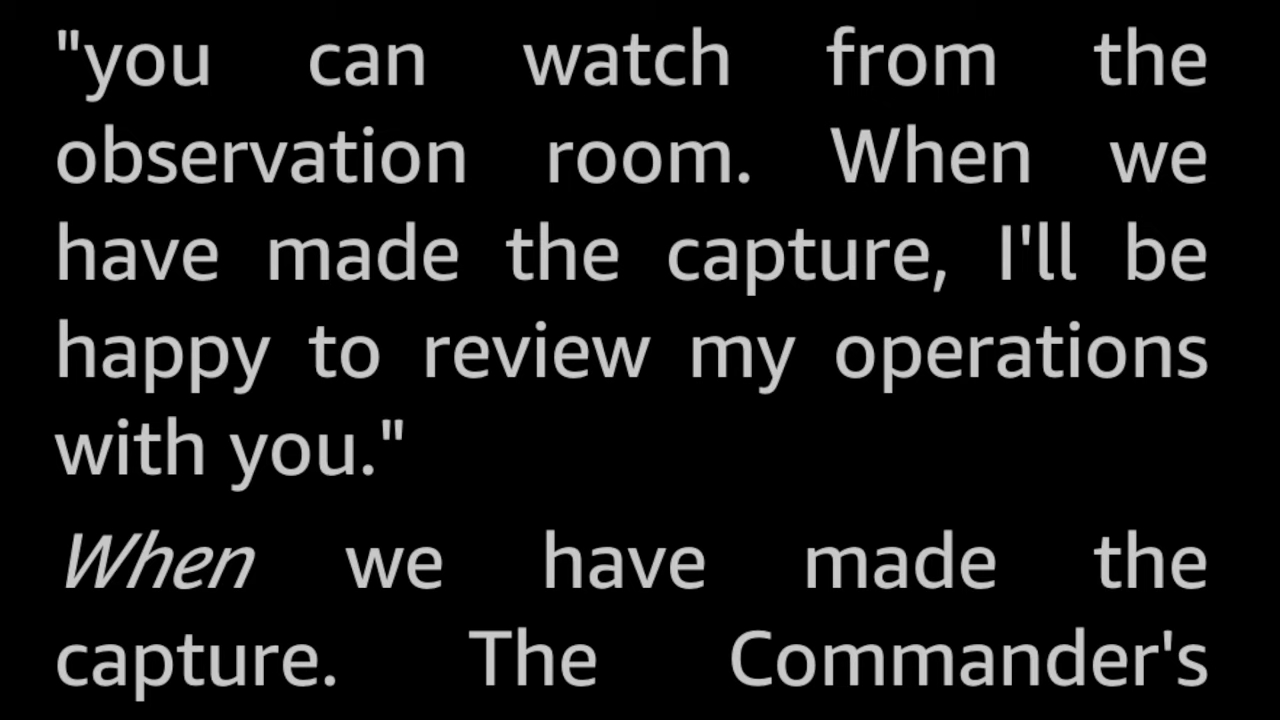 "you can watch from the
observation room. When we
have made the capture, I'll be
happy to review my operations
with you."
When we have made the
capture. The Commander's